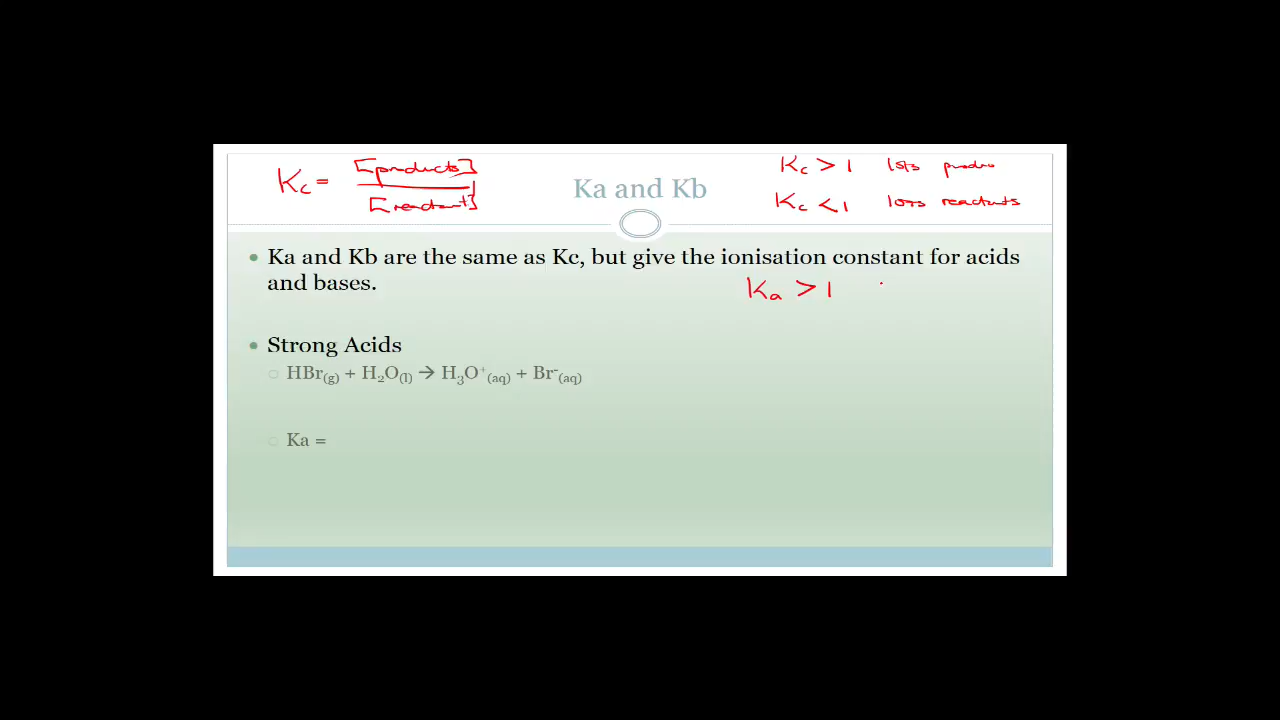 Kc = [products] / [reactant]
Ka and Kb
Kc > 1 lots produ
Kc < 1 lots reactants
• Ka and Kb are the same as Kc, but give the ionisation constant for acids
and bases.
Ka > 1
• Strong Acids
○ HBr(g) + H₂O(l) → H₃O⁺(aq) + Br⁻(aq)
○ Ka =